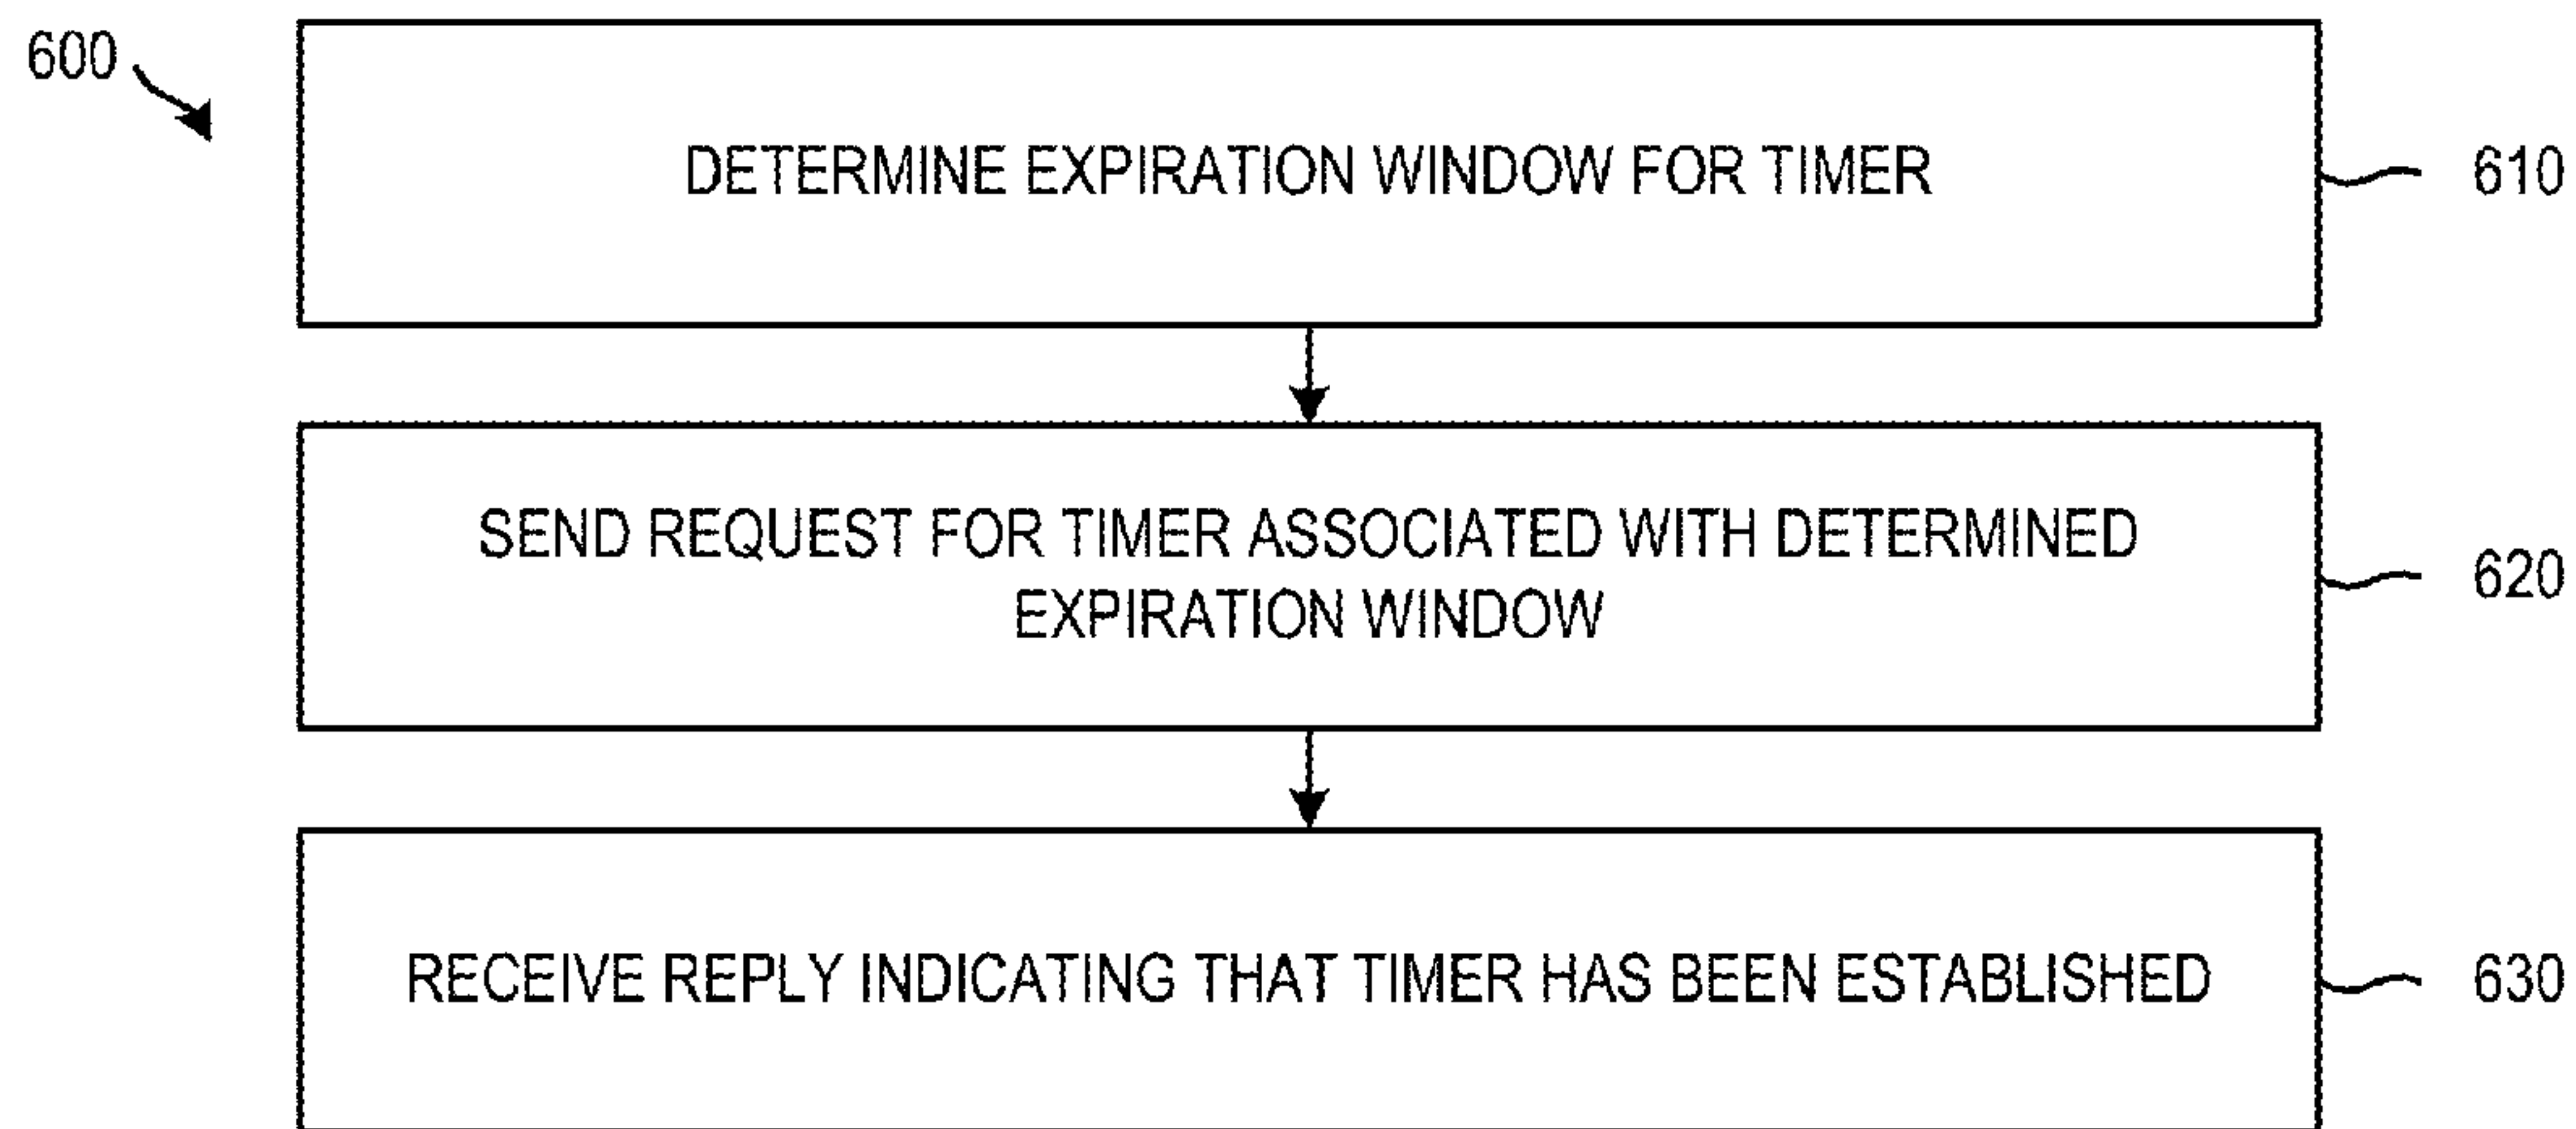 600
DETERMINE EXPIRATION WINDOW FOR TIMER
610
SEND REQUEST FOR TIMER ASSOCIATED WITH DETERMINED
EXPIRATION WINDOW
620
RECEIVE REPLY INDICATING THAT TIMER HAS BEEN ESTABLISHED
630